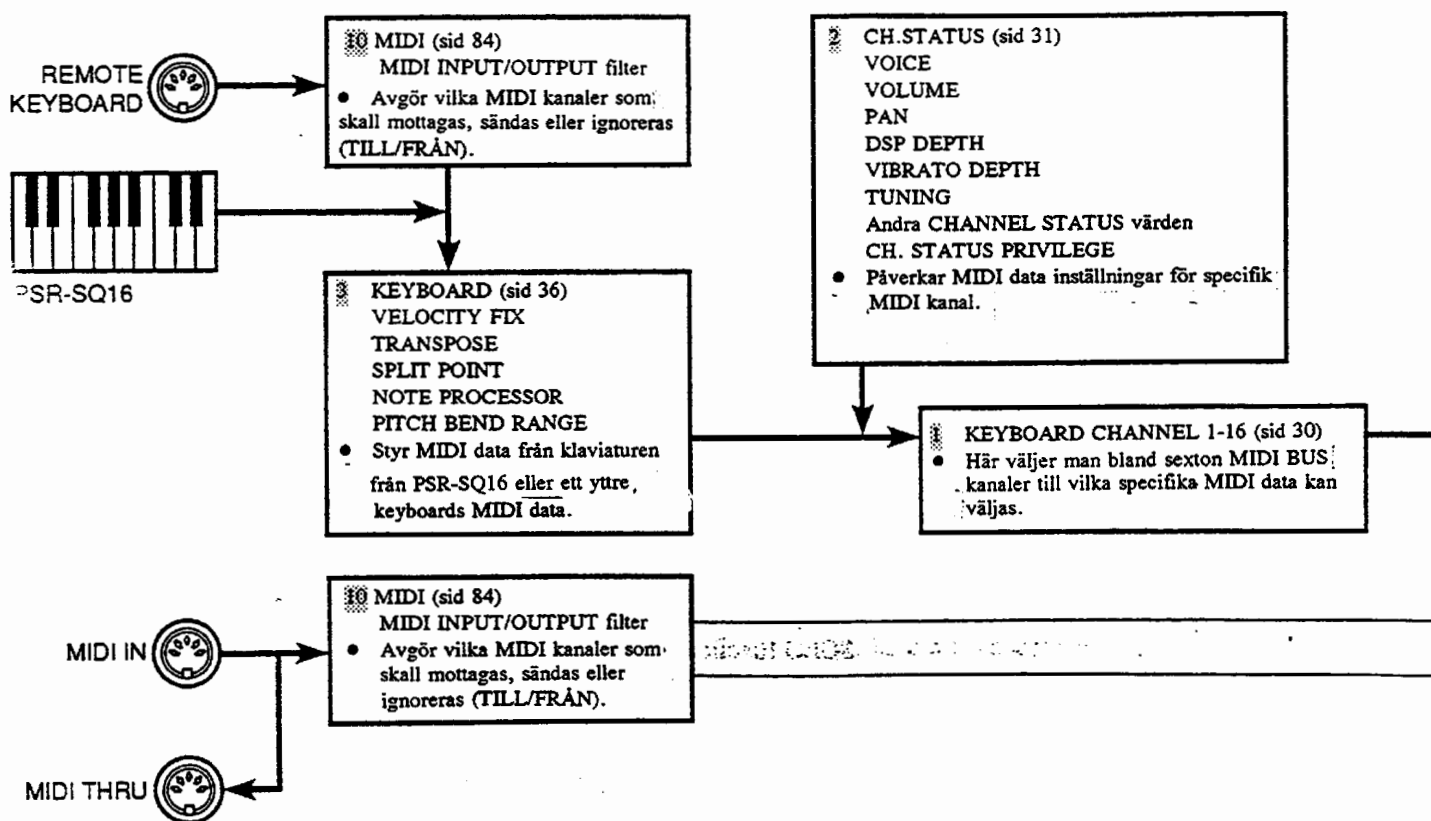 REMOTE
KEYBOARD
10 MIDI (sid 84)
MIDI INPUT/OUTPUT filter
● Avgör vilka MIDI kanaler som
skall mottagas, sändas eller ignoreras
(TILL/FRÅN).
2 CH.STATUS (sid 31)
VOICE
VOLUME
PAN
DSP DEPTH
VIBRATO DEPTH
TUNING
Andra CHANNEL STATUS värden
CH. STATUS PRIVILEGE
● Påverkar MIDI data inställningar för specifik
MIDI kanal.
PSR-SQ16
3 KEYBOARD (sid 36)
VELOCITY FIX
TRANSPOSE
SPLIT POINT
NOTE PROCESSOR
PITCH BEND RANGE
● Styr MIDI data från klaviaturen
från PSR-SQ16 eller ett yttre
keyboards MIDI data.
1 KEYBOARD CHANNEL 1-16 (sid 30)
● Här väljer man bland sexton MIDI BUS
kanaler till vilka specifika MIDI data kan
väljas.
MIDI IN
10 MIDI (sid 84)
MIDI INPUT/OUTPUT filter
● Avgör vilka MIDI kanaler som
skall mottagas, sändas eller
ignoreras (TILL/FRÅN).
MIDI THRU